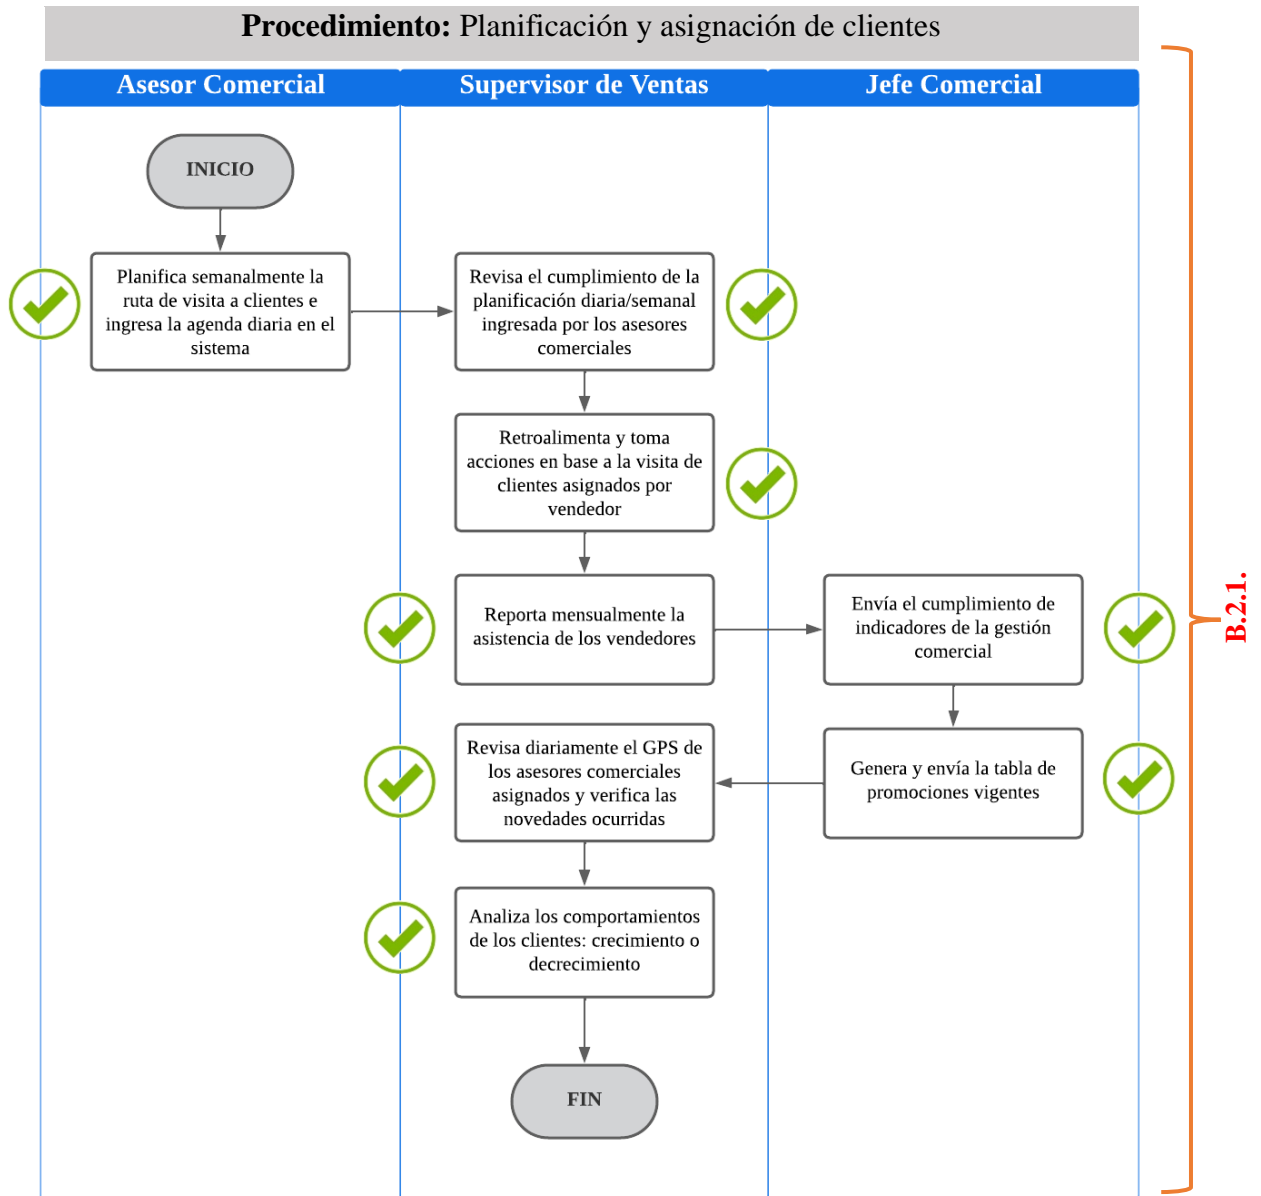 Procedimiento: Planificación y asignación de clientes
Asesor Comercial
Supervisor de Ventas
Jefe Comercial
INICIO
Planifica semanalmente la
ruta de visita a clientes e
ingresa la agenda diaria en el
sistema
Revisa el cumplimiento de la
planificación diaria/semanal
ingresada por los asesores
comerciales
Retroalimenta y toma
acciones en base a la visita de
clientes asignados por
vendedor
Reporta mensualmente la
asistencia de los vendedores
Envía el cumplimiento de
indicadores de la gestión
comercial
Genera y envía la tabla de
promociones vigentes
Revisa diariamente el GPS de
los asesores comerciales
asignados y verifica las
novedades ocurridas
Analiza los comportamientos
de los clientes: crecimiento o
decrecimiento
FIN
B.2.1.